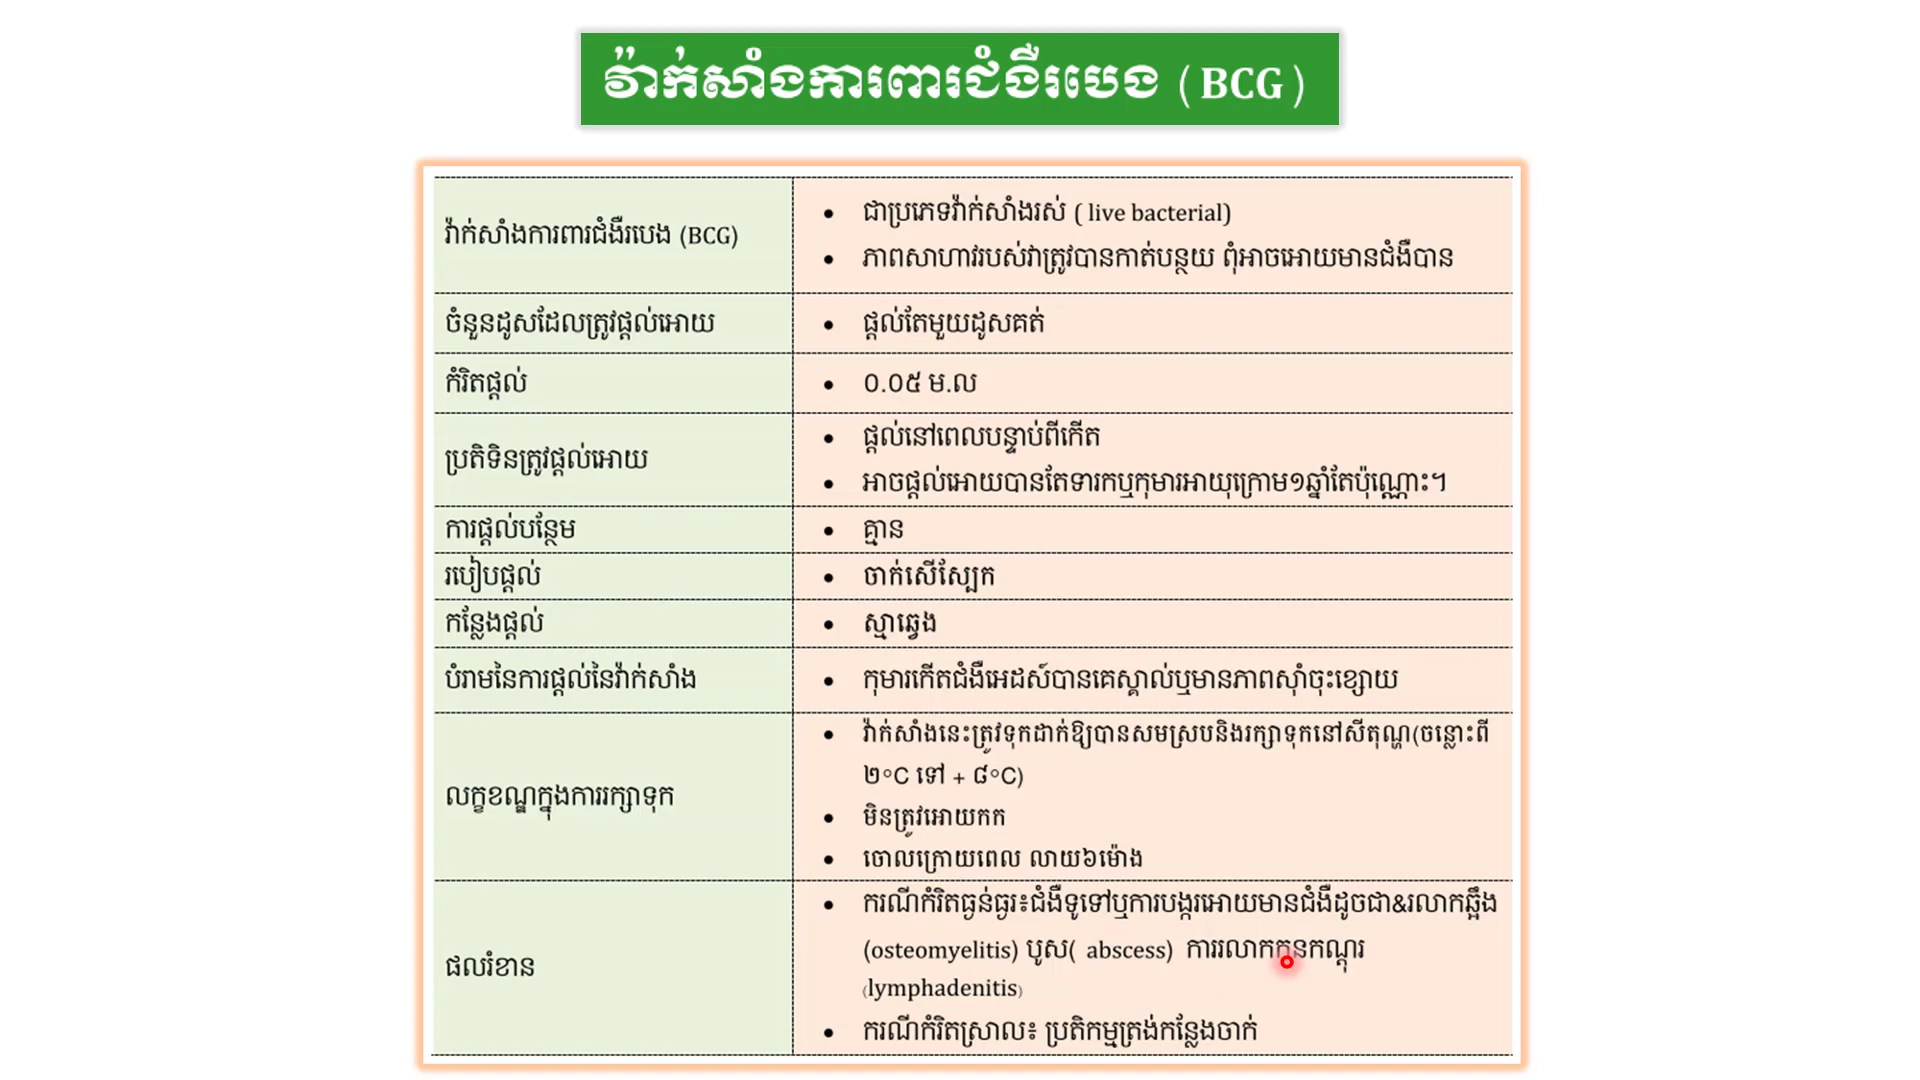 វ៉ាក់សាំងការពារជំងឺរបេង (BCG)
វ៉ាក់សាំងការពារជំងឺរបេង (BCG)
• ជាប្រភេទវ៉ាក់សាំងរស់ ( live bacterial)
• ភាពសាហាវរបស់វាត្រូវបានកាត់បន្ថយ ពុំអាចអោយមានជំងឺបាន
ចំនួនដូសដែលត្រូវផ្តល់អោយ
• ផ្តល់តែមួយដូសគត់
កំរិតផ្តល់
• ០.០៥ ម.ល
ប្រតិទិនត្រូវផ្តល់អោយ
• ផ្តល់នៅពេលបន្ទាប់ពីកើត
• អាចផ្តល់អោយបានតែទារកឬកុមារអាយុក្រោម១ឆ្នាំតែប៉ុណ្ណោះ។
ការផ្តល់បន្ថែម
• គ្មាន
របៀបផ្តល់
• ចាក់សើស្បែក
កន្លែងផ្តល់
• ស្មាឆ្វេង
បំរាមនៃការផ្តល់នៃវ៉ាក់សាំង
• កុមារកើតជំងឺអេដស៍បានគេស្គាល់ឬមានភាពស៊ាំចុះខ្សោយ
លក្ខខណ្ឌក្នុងការរក្សាទុក
• វ៉ាក់សាំងនេះត្រូវទុកដាក់ឱ្យបានសមស្របនិងរក្សាទុកនៅសីតុណ្ហ(ចន្លោះពី
២°C ទៅ + ៨°C)
• មិនត្រូវអោយកក
• ចោលក្រោយពេល លាយ៦ម៉ោង
ផលរំខាន
• ករណីកំរិតធ្ងន់ធ្ងរ៖ជំងឺទូទៅឬការបង្ករអោយមានជំងឺដូចជា&រលាកឆ្អឹង
(osteomyelitis) បូស( abscess) ការរលាកកូនកណ្តុរ
(lymphadenitis)
• ករណីកំរិតស្រាល៖ ប្រតិកម្មត្រង់កន្លែងចាក់